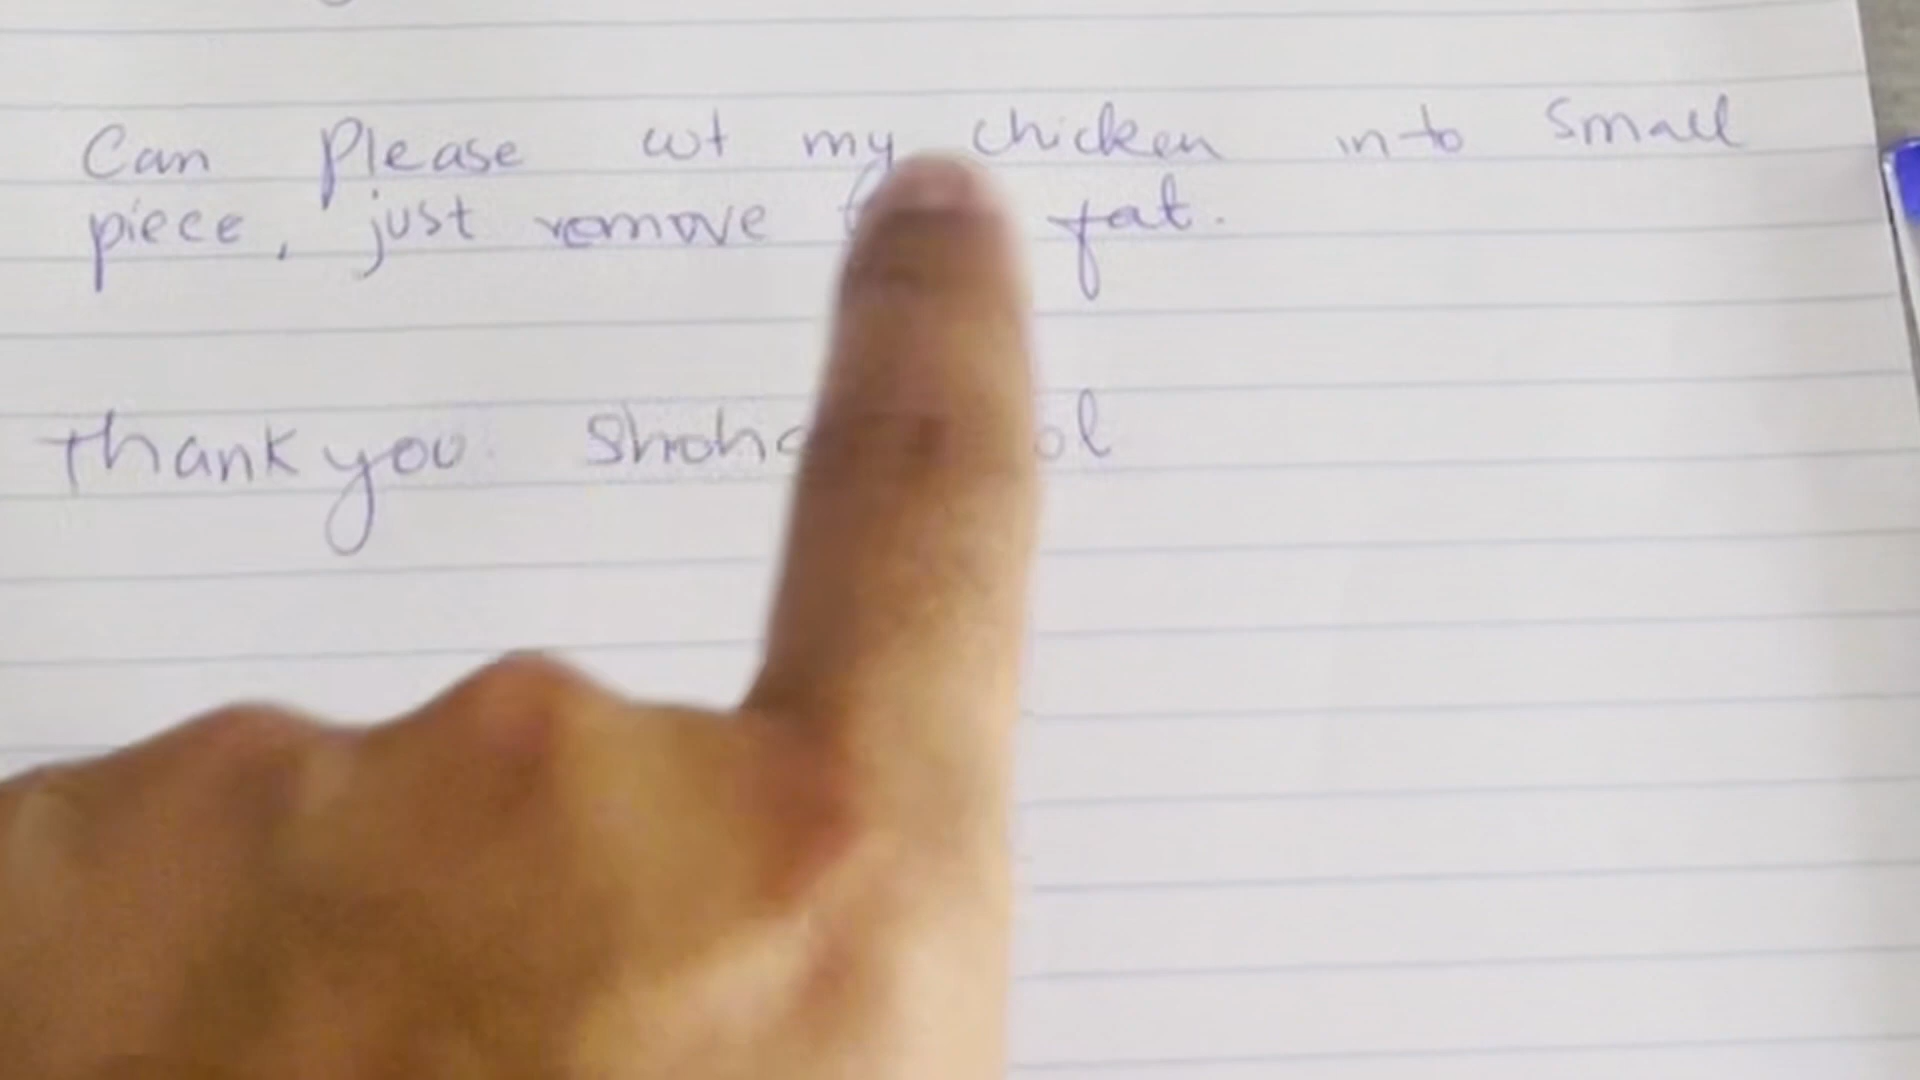 Can Please cut my chicken into small
piece, just remove fat.
Thank you.